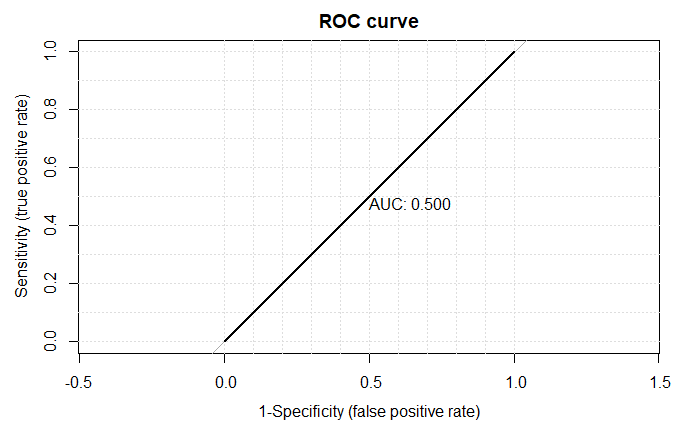 ROC curve
Sensitivity (true positive rate)
1.0
0.8
0.6
0.4
0.2
0.0
AUC: 0.500
-0.5 0.0 0.5 1.0 1.5
1-Specificity (false positive rate)